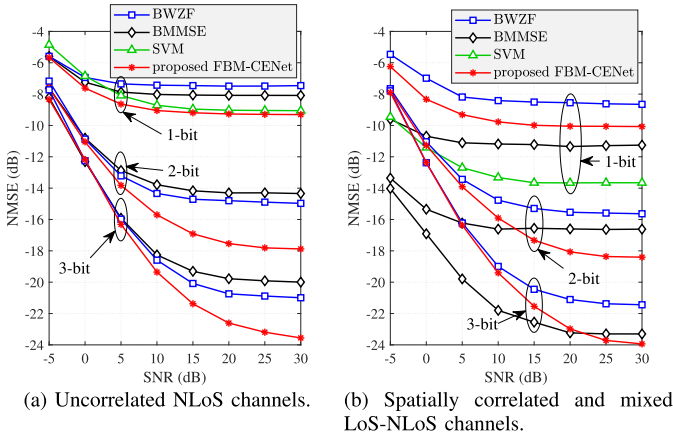 BWZF
BMMSE
SVM
proposed FBM-CENet
-4
-6
-8
-10
-12
-14
-16
-18
-20
-22
-24
NMSE (dB)
1-bit
2-bit
3-bit
-5 0 5 10 15 20 25 30
SNR (dB)
(a) Uncorrelated NLoS channels.
BWZF
BMMSE
SVM
proposed FBM-CENet
-4
-6
-8
-10
-12
-14
-16
-18
-20
-22
-24
NMSE (dB)
1-bit
2-bit
3-bit
-5 0 5 10 15 20 25 30
SNR (dB)
(b) Spatially correlated and mixed
LoS-NLoS channels.